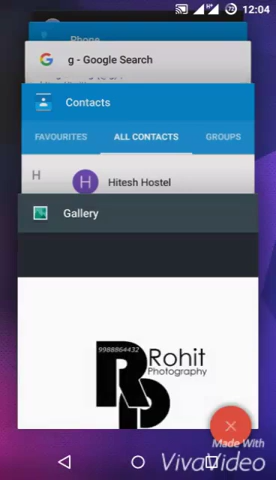 72 12:04
Phone
g - Google Search
Contacts
FAVOURITES ALL CONTACTS GROUPS
H
H Hitesh Hostel
Gallery
9988864432
Rohit
Photography
Made With
VivaVideo